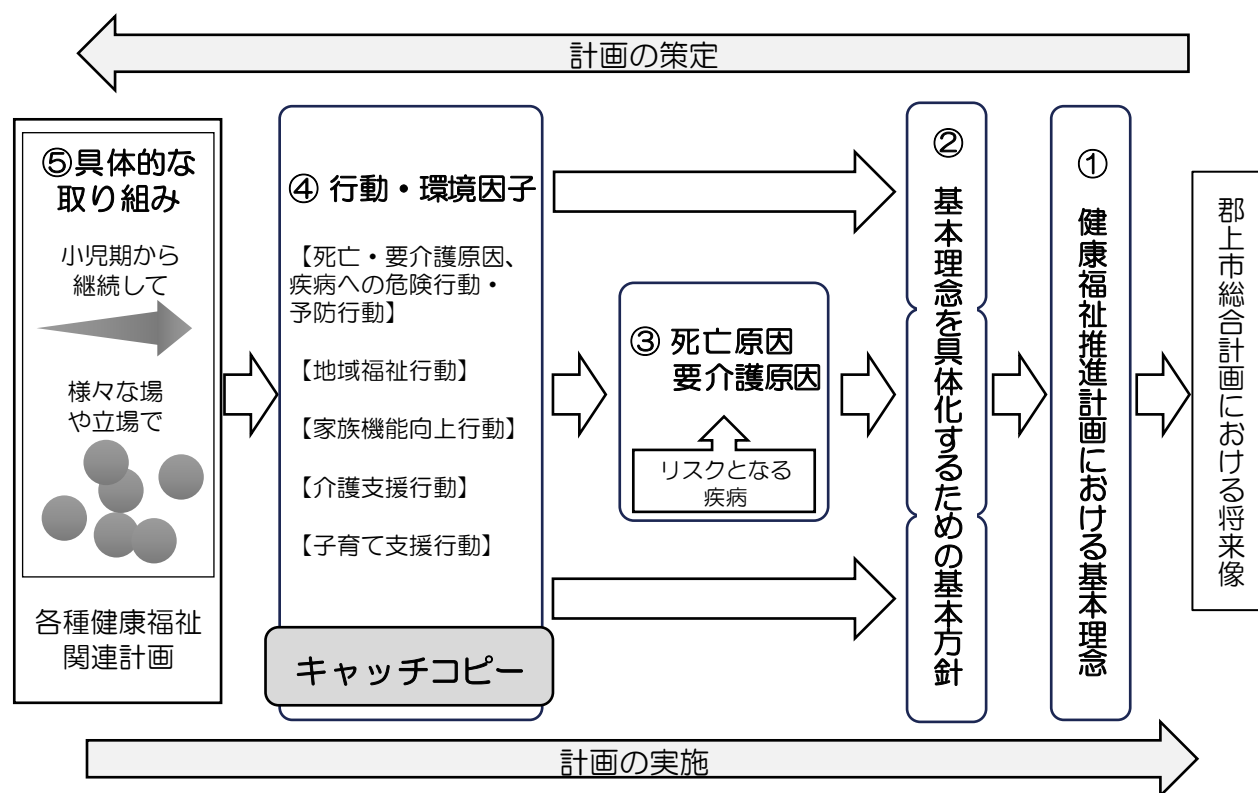 計画の策定
⑤具体的な
取り組み
小児期から
継続して
様々な場
や立場で
各種健康福祉
関連計画
④ 行動・環境因子
【死亡・要介護原因、
疾病への危険行動・
予防行動】
【地域福祉行動】
【家族機能向上行動】
【介護支援行動】
【子育て支援行動】
キャッチコピー
③ 死亡原因
要介護原因
リスクとなる
疾病
② 基本理念を具体化するための基本方針
① 健康福祉推進計画における基本理念
郡上市総合計画における将来像
計画の実施